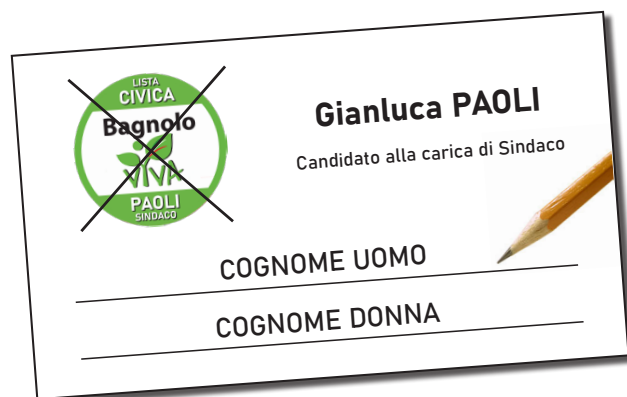 LISTA
CIVICA
Bagnolo
VIVA
PAOLI
SINDACO
Gianluca PAOLI
Candidato alla carica di Sindaco
COGNOME UOMO
COGNOME DONNA